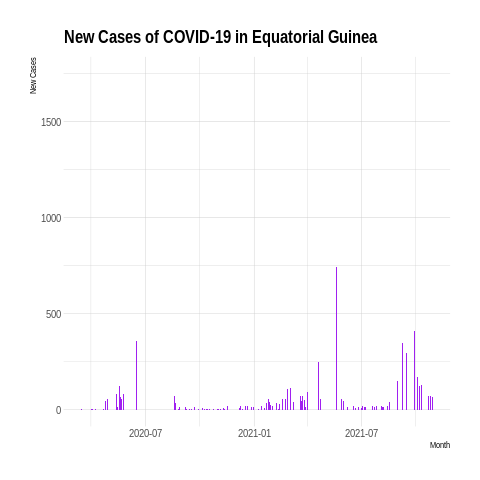 New Cases of COVID-19 in Equatorial Guinea
New Cases
1500
1000
500
0
2020-07
2021-01
2021-07
Month